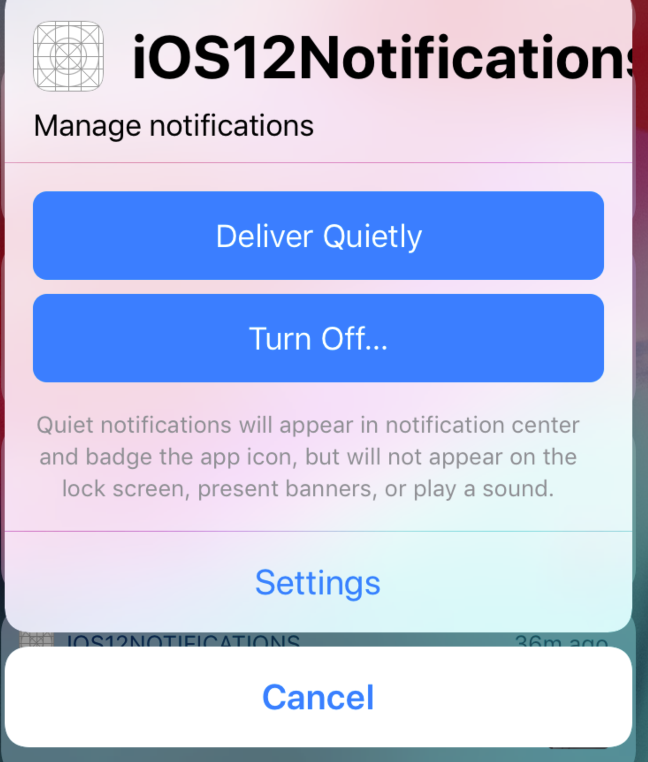 iOS12Notifications
Manage notifications
Deliver Quietly
Turn Off...
Quiet notifications will appear in notification center
and badge the app icon, but will not appear on the
lock screen, present banners, or play a sound.
Settings
IOS12NOTIFICATIONS 36m ago
Cancel